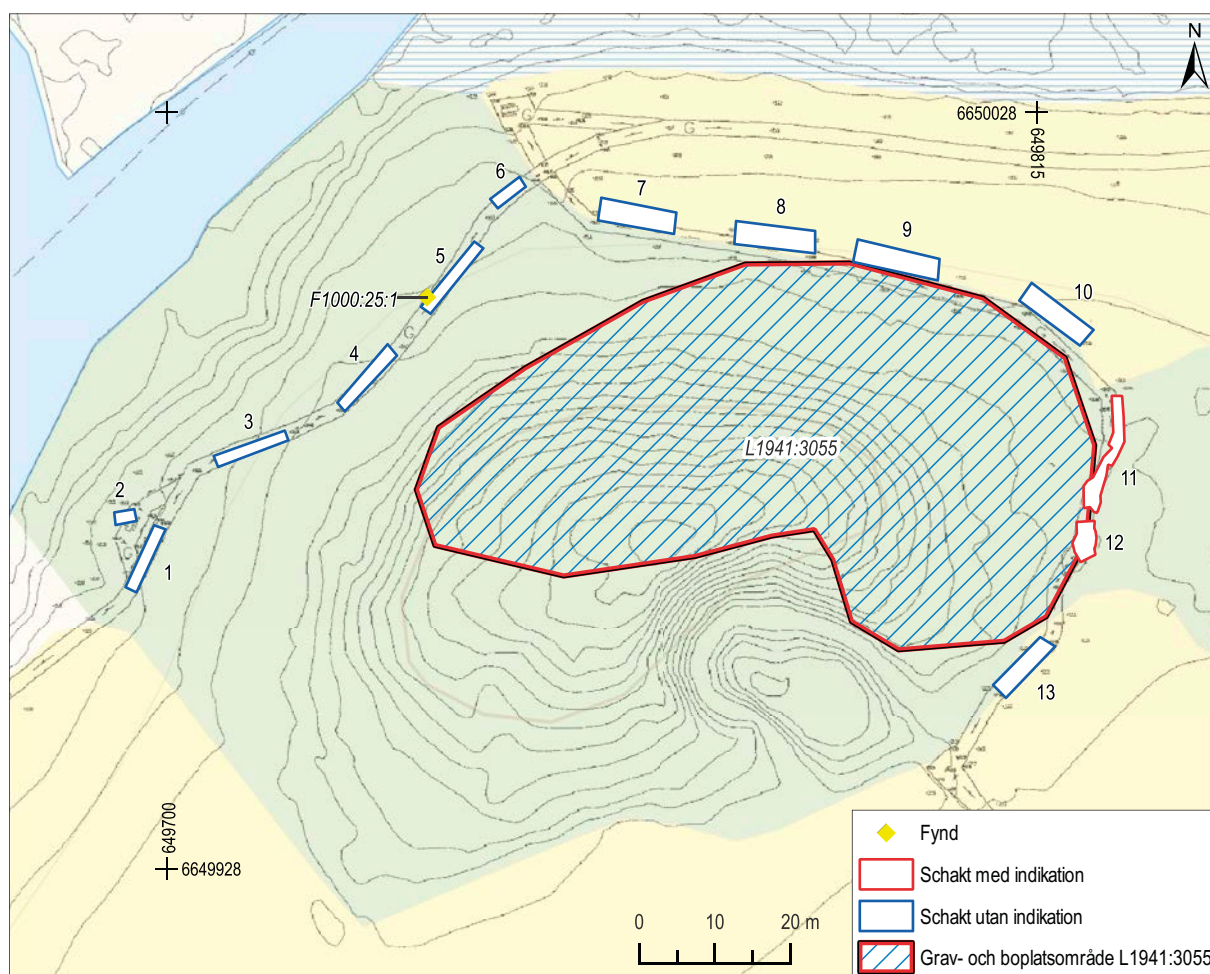 N
6650028
649815
6
G
7
8
9
5
F1000:25:1
10
G
4
3
L1941:3055
11
2
12
G
1
13
649700
6649928
Fynd
Schakt med indikation
0 10 20 m
Schakt utan indikation
Grav- och boplatsområde L1941:3055